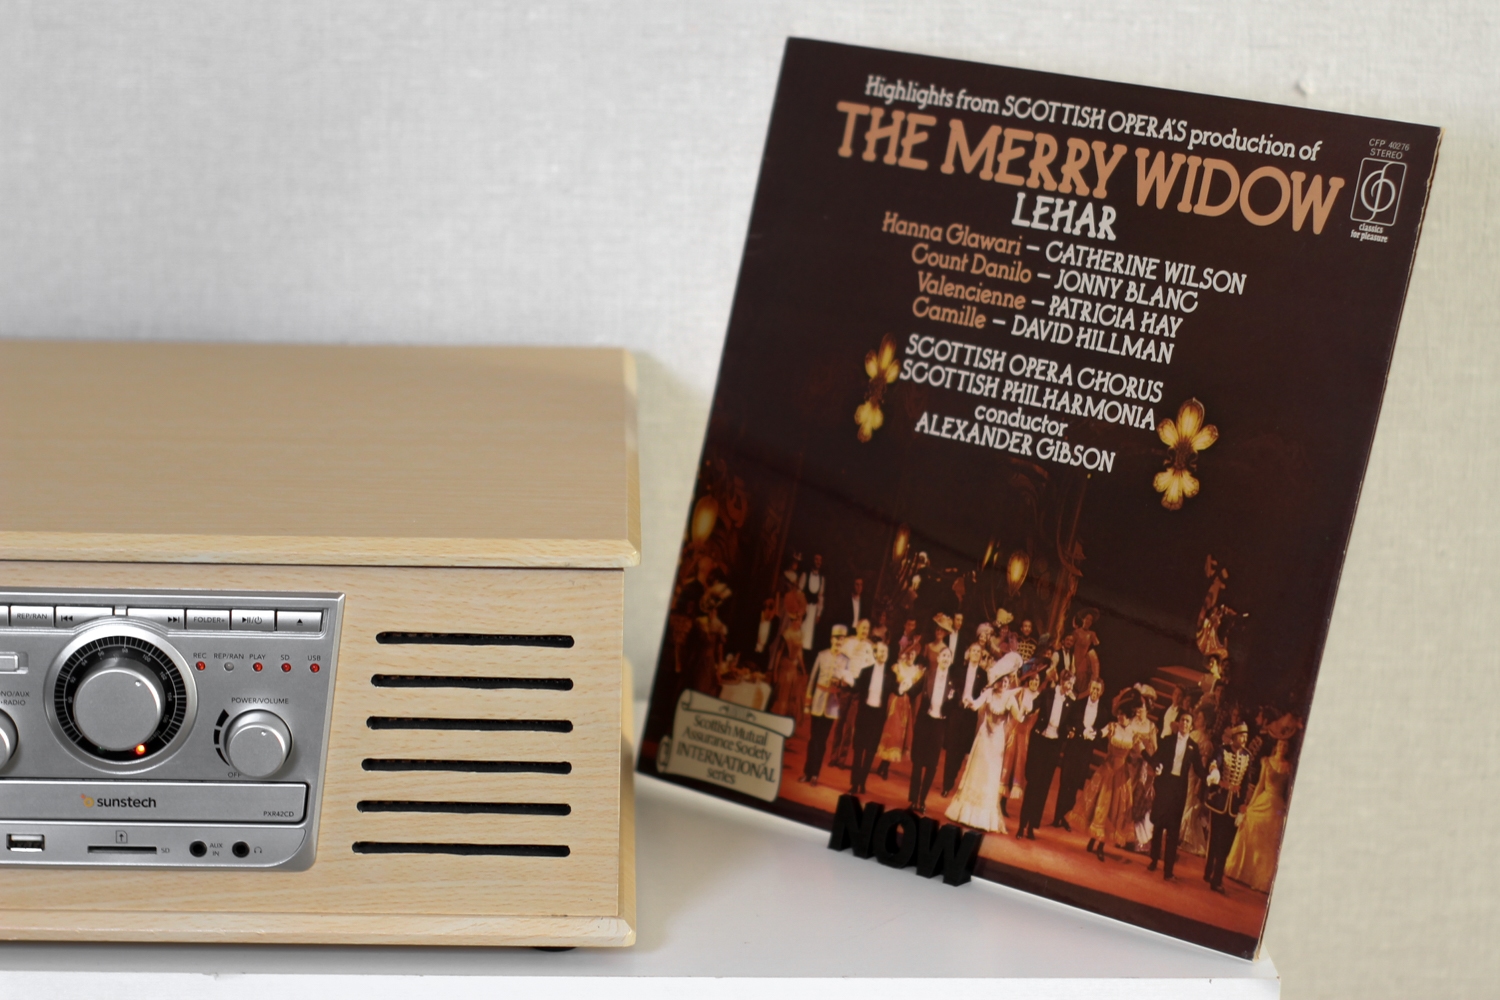 Highlights from SCOTTISH OPERA'S production of
THE MERRY WIDOW
LEHAR
Hanna Glawari – CATHERINE WILSON
Count Danilo – JONNY BLANC
Valencienne – PATRICIA HAY
Camille – DAVID HILLMAN
SCOTTISH OPERA CHORUS
SCOTTISH PHILHARMONIA
conductor
ALEXANDER GIBSON
CFP 40276
STEREO
classics
for pleasure
Scottish Mutual
Assurance Society
INTERNATIONAL
series
NOW
REP/RAN
FOLDER+
REC REP/RAN PLAY SD USB
NO/AUX
RADIO
POWER/VOLUME
OFF
sunstech
PXR42CD
SD
AUX
IN